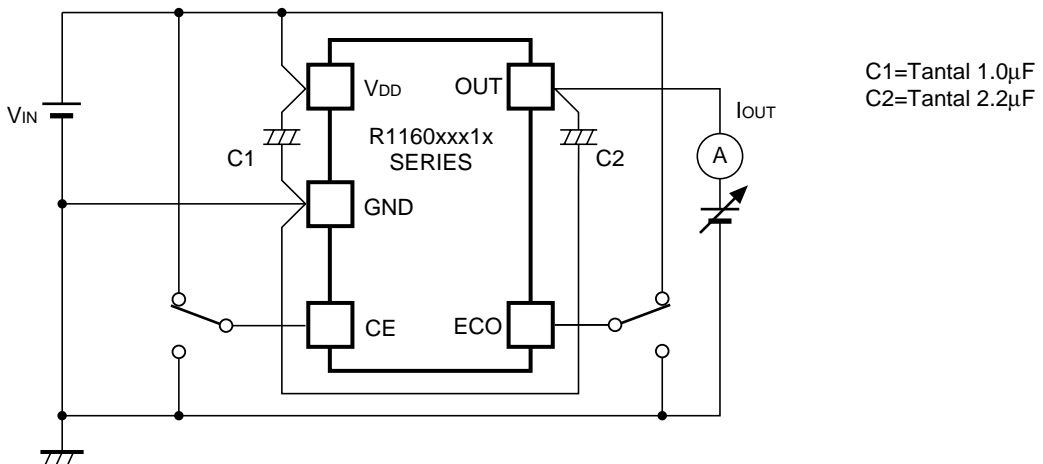 VIN
VDD
OUT
C1=Tantal 1.0μF
C2=Tantal 2.2μF
IOUT
R1160xxx1x
SERIES
C1
C2
A
GND
CE
ECO